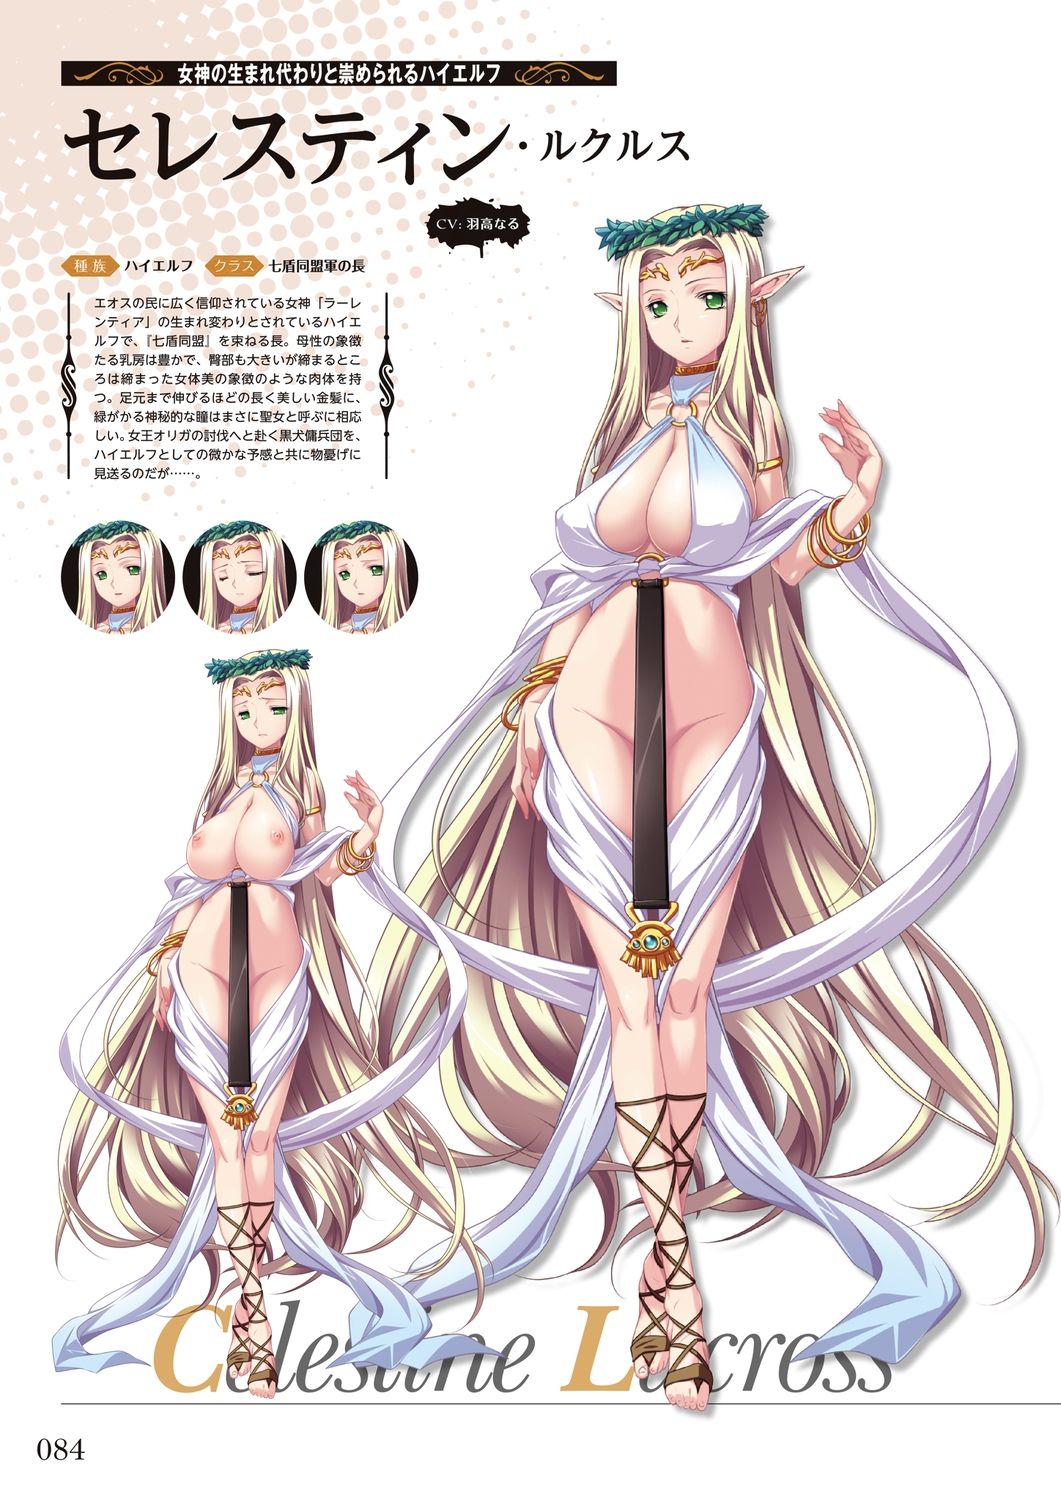 女神の生まれ代わりと崇められるハイエルフ
セレスティン・ルクルス
CV: 羽高なる
種族 ハイエルフ クラス 七盾同盟軍の長
エオスの民に広く信仰されている女神「ラーレ
ンティア」の生まれ変わりとされているハイエ
ルフで、『七盾同盟』を束ねる長。母性の象徴
たる乳房は豊かで、臀部も大きいが締まるとこ
ろは締まった女体美の象徴のような肉体を持
つ。足元まで伸びるほどの長く美しい金髪に、
緑がかる神秘的な瞳はまさに聖女と呼ぶに相応
しい。女王オリガの討伐へと赴く黒犬傭兵団を、
ハイエルフとしての微かな予感と共に物憂げに
見送るのだが……。
Celestine Lucross
084